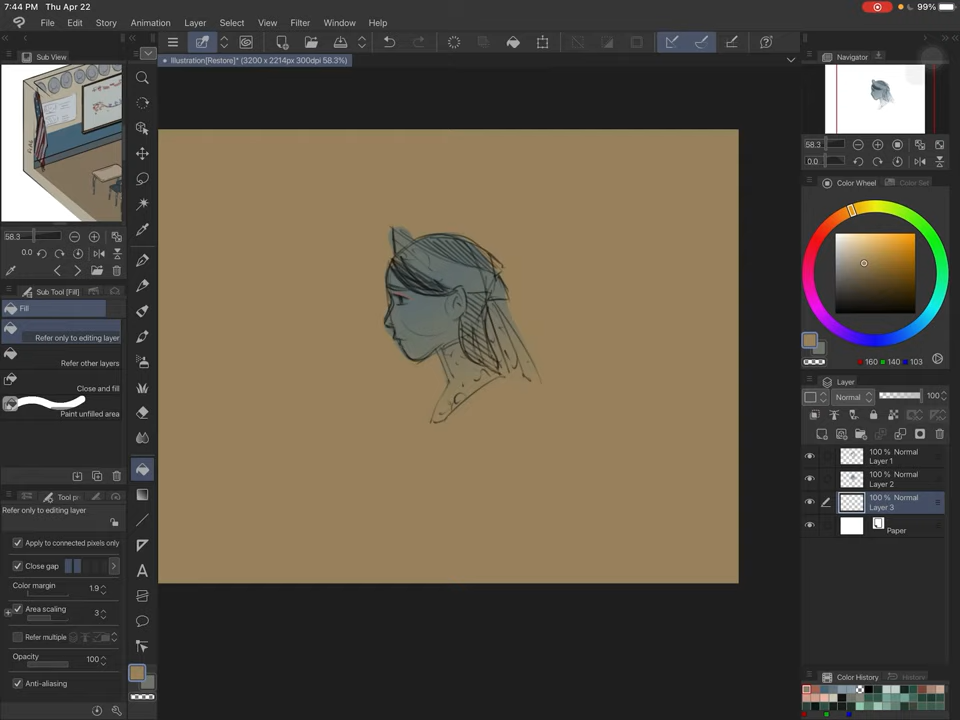 7:44 PM Thu Apr 22
99%
File Edit Story Animation Layer Select View Filter Window Help
Sub View
Illustration[Restore]* (3200 x 2214px 300dpi 58.3%)
Navigator
58.3
0.0
58.3
0.0
Color Wheel
Color Set
Sub Tool [Fill]
Fill
Refer only to editing layer
Refer other layers
Close and fill
Paint unfilled area
160 140 103
Layer
Normal 100
100 % Normal
Layer 1
100 % Normal
Layer 2
100 % Normal
Layer 3
Paper
Tool p
Refer only to editing layer
Apply to connected pixels only
Close gap
Color margin 1.9
Area scaling 3
Refer multiple
Opacity 100
Anti-aliasing
A
Color History
History